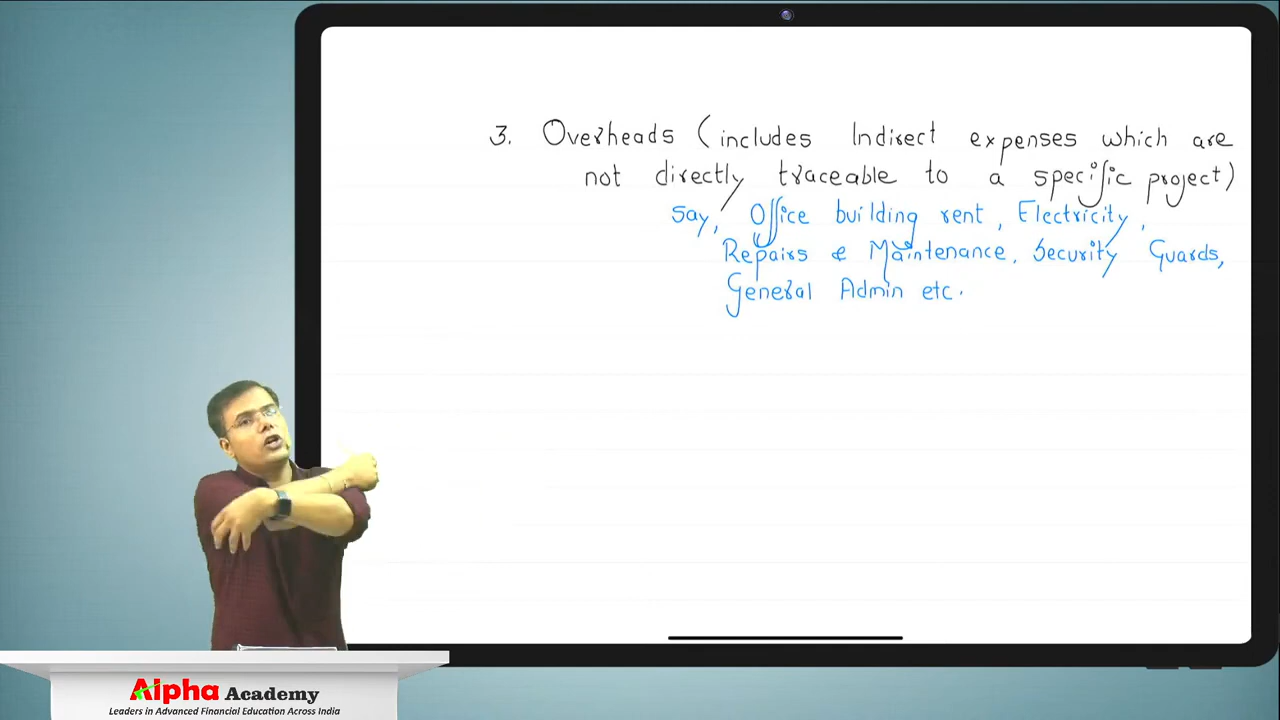 3. Overheads (includes Indirect expenses which are
not directly traceable to a specific project)
Say, Office building rent, Electricity,
Repairs & Maintenance, Security Guards,
General Admin etc.
Alpha Academy
Leaders in Advanced Financial Education Across India